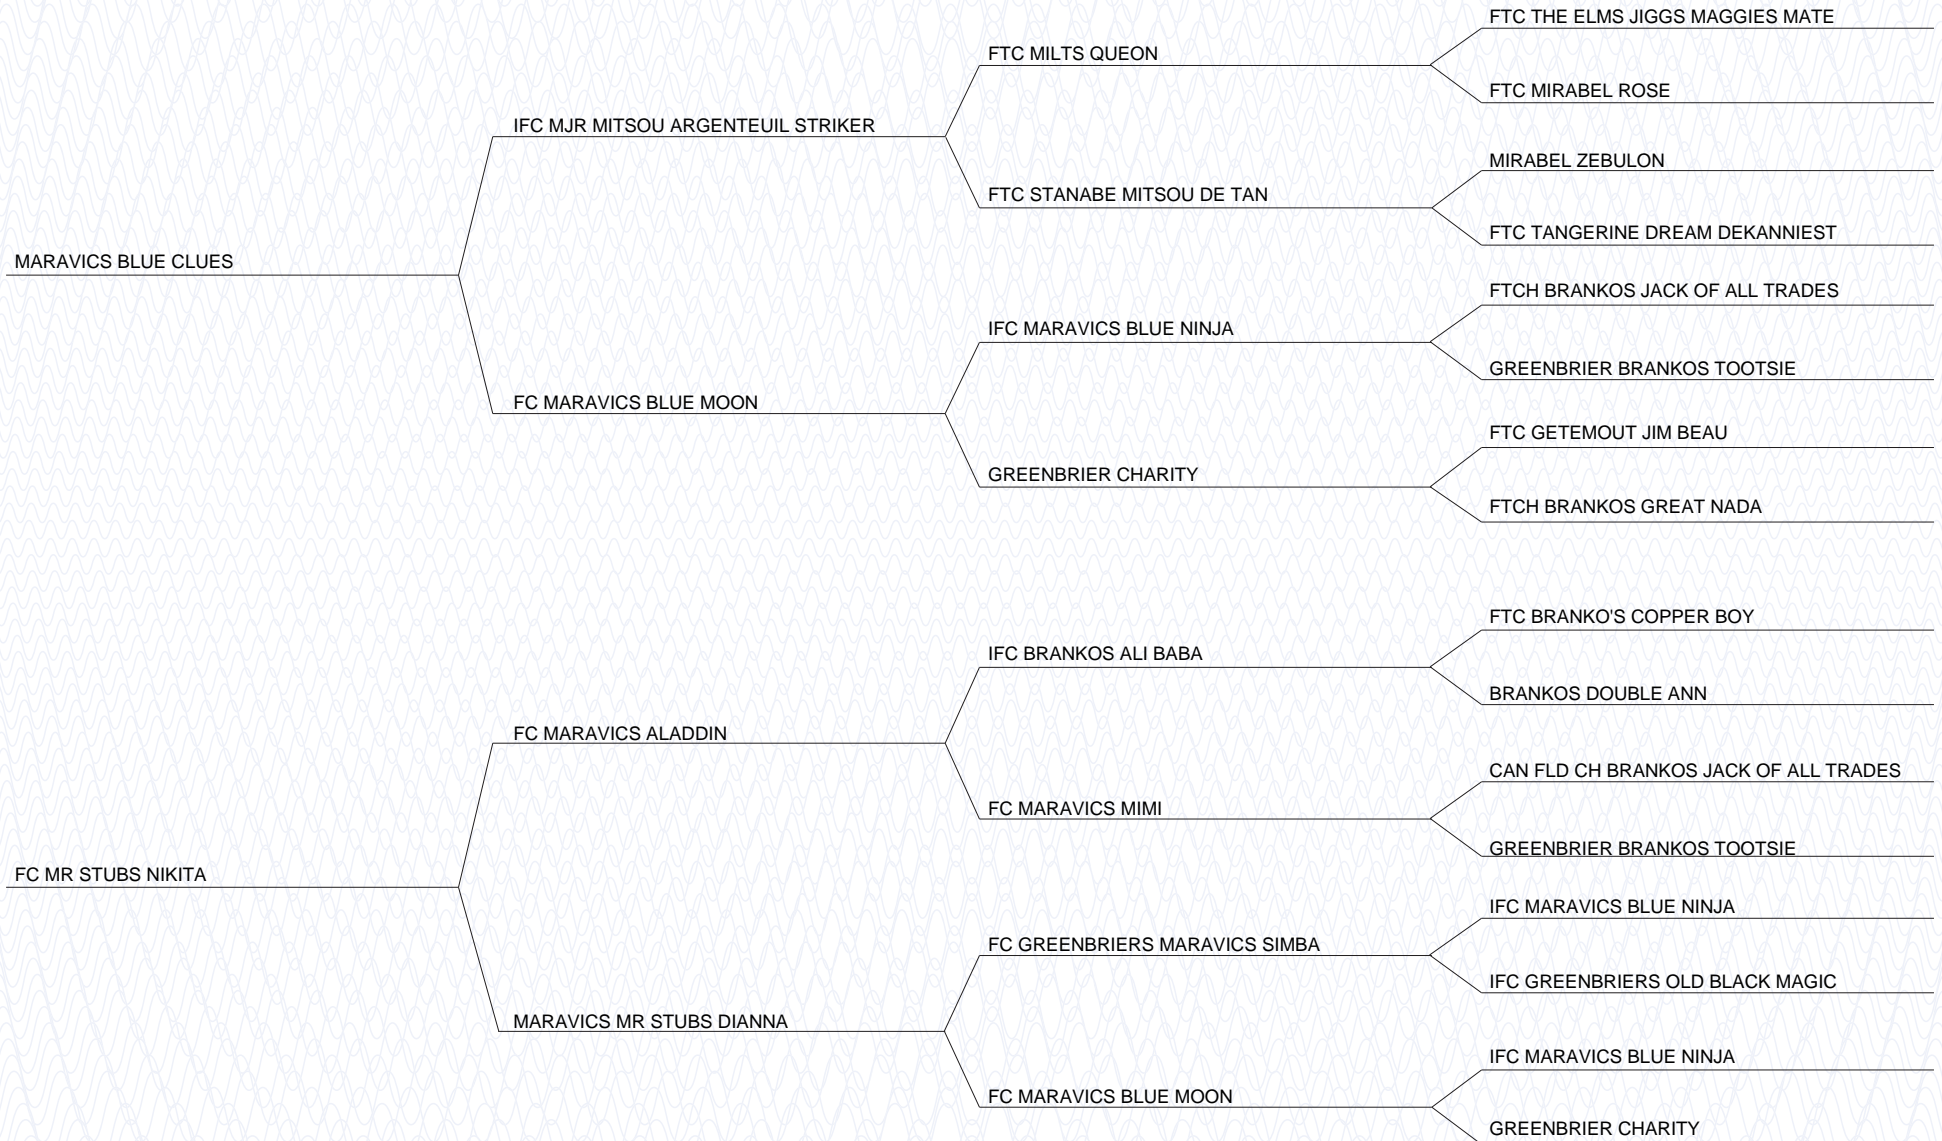 FTC THE ELMS JIGGS MAGGIES MATE
FTC MILTS QUEON
FTC MIRABEL ROSE
IFC MJR MITSOU ARGENTEUIL STRIKER
MIRABEL ZEBULON
FTC STANABE MITSOU DE TAN
FTC TANGERINE DREAM DEKANNIEST
MARAVICS BLUE CLUES
FTCH BRANKOS JACK OF ALL TRADES
IFC MARAVICS BLUE NINJA
GREENBRIER BRANKOS TOOTSIE
FC MARAVICS BLUE MOON
FTC GETEMOUT JIM BEAU
GREENBRIER CHARITY
FTCH BRANKOS GREAT NADA
FTC BRANKO'S COPPER BOY
IFC BRANKOS ALI BABA
BRANKOS DOUBLE ANN
FC MARAVICS ALADDIN
CAN FLD CH BRANKOS JACK OF ALL TRADES
FC MARAVICS MIMI
GREENBRIER BRANKOS TOOTSIE
FC MR STUBS NIKITA
IFC MARAVICS BLUE NINJA
FC GREENBRIERS MARAVICS SIMBA
IFC GREENBRIERS OLD BLACK MAGIC
MARAVICS MR STUBS DIANNA
IFC MARAVICS BLUE NINJA
FC MARAVICS BLUE MOON
GREENBRIER CHARITY